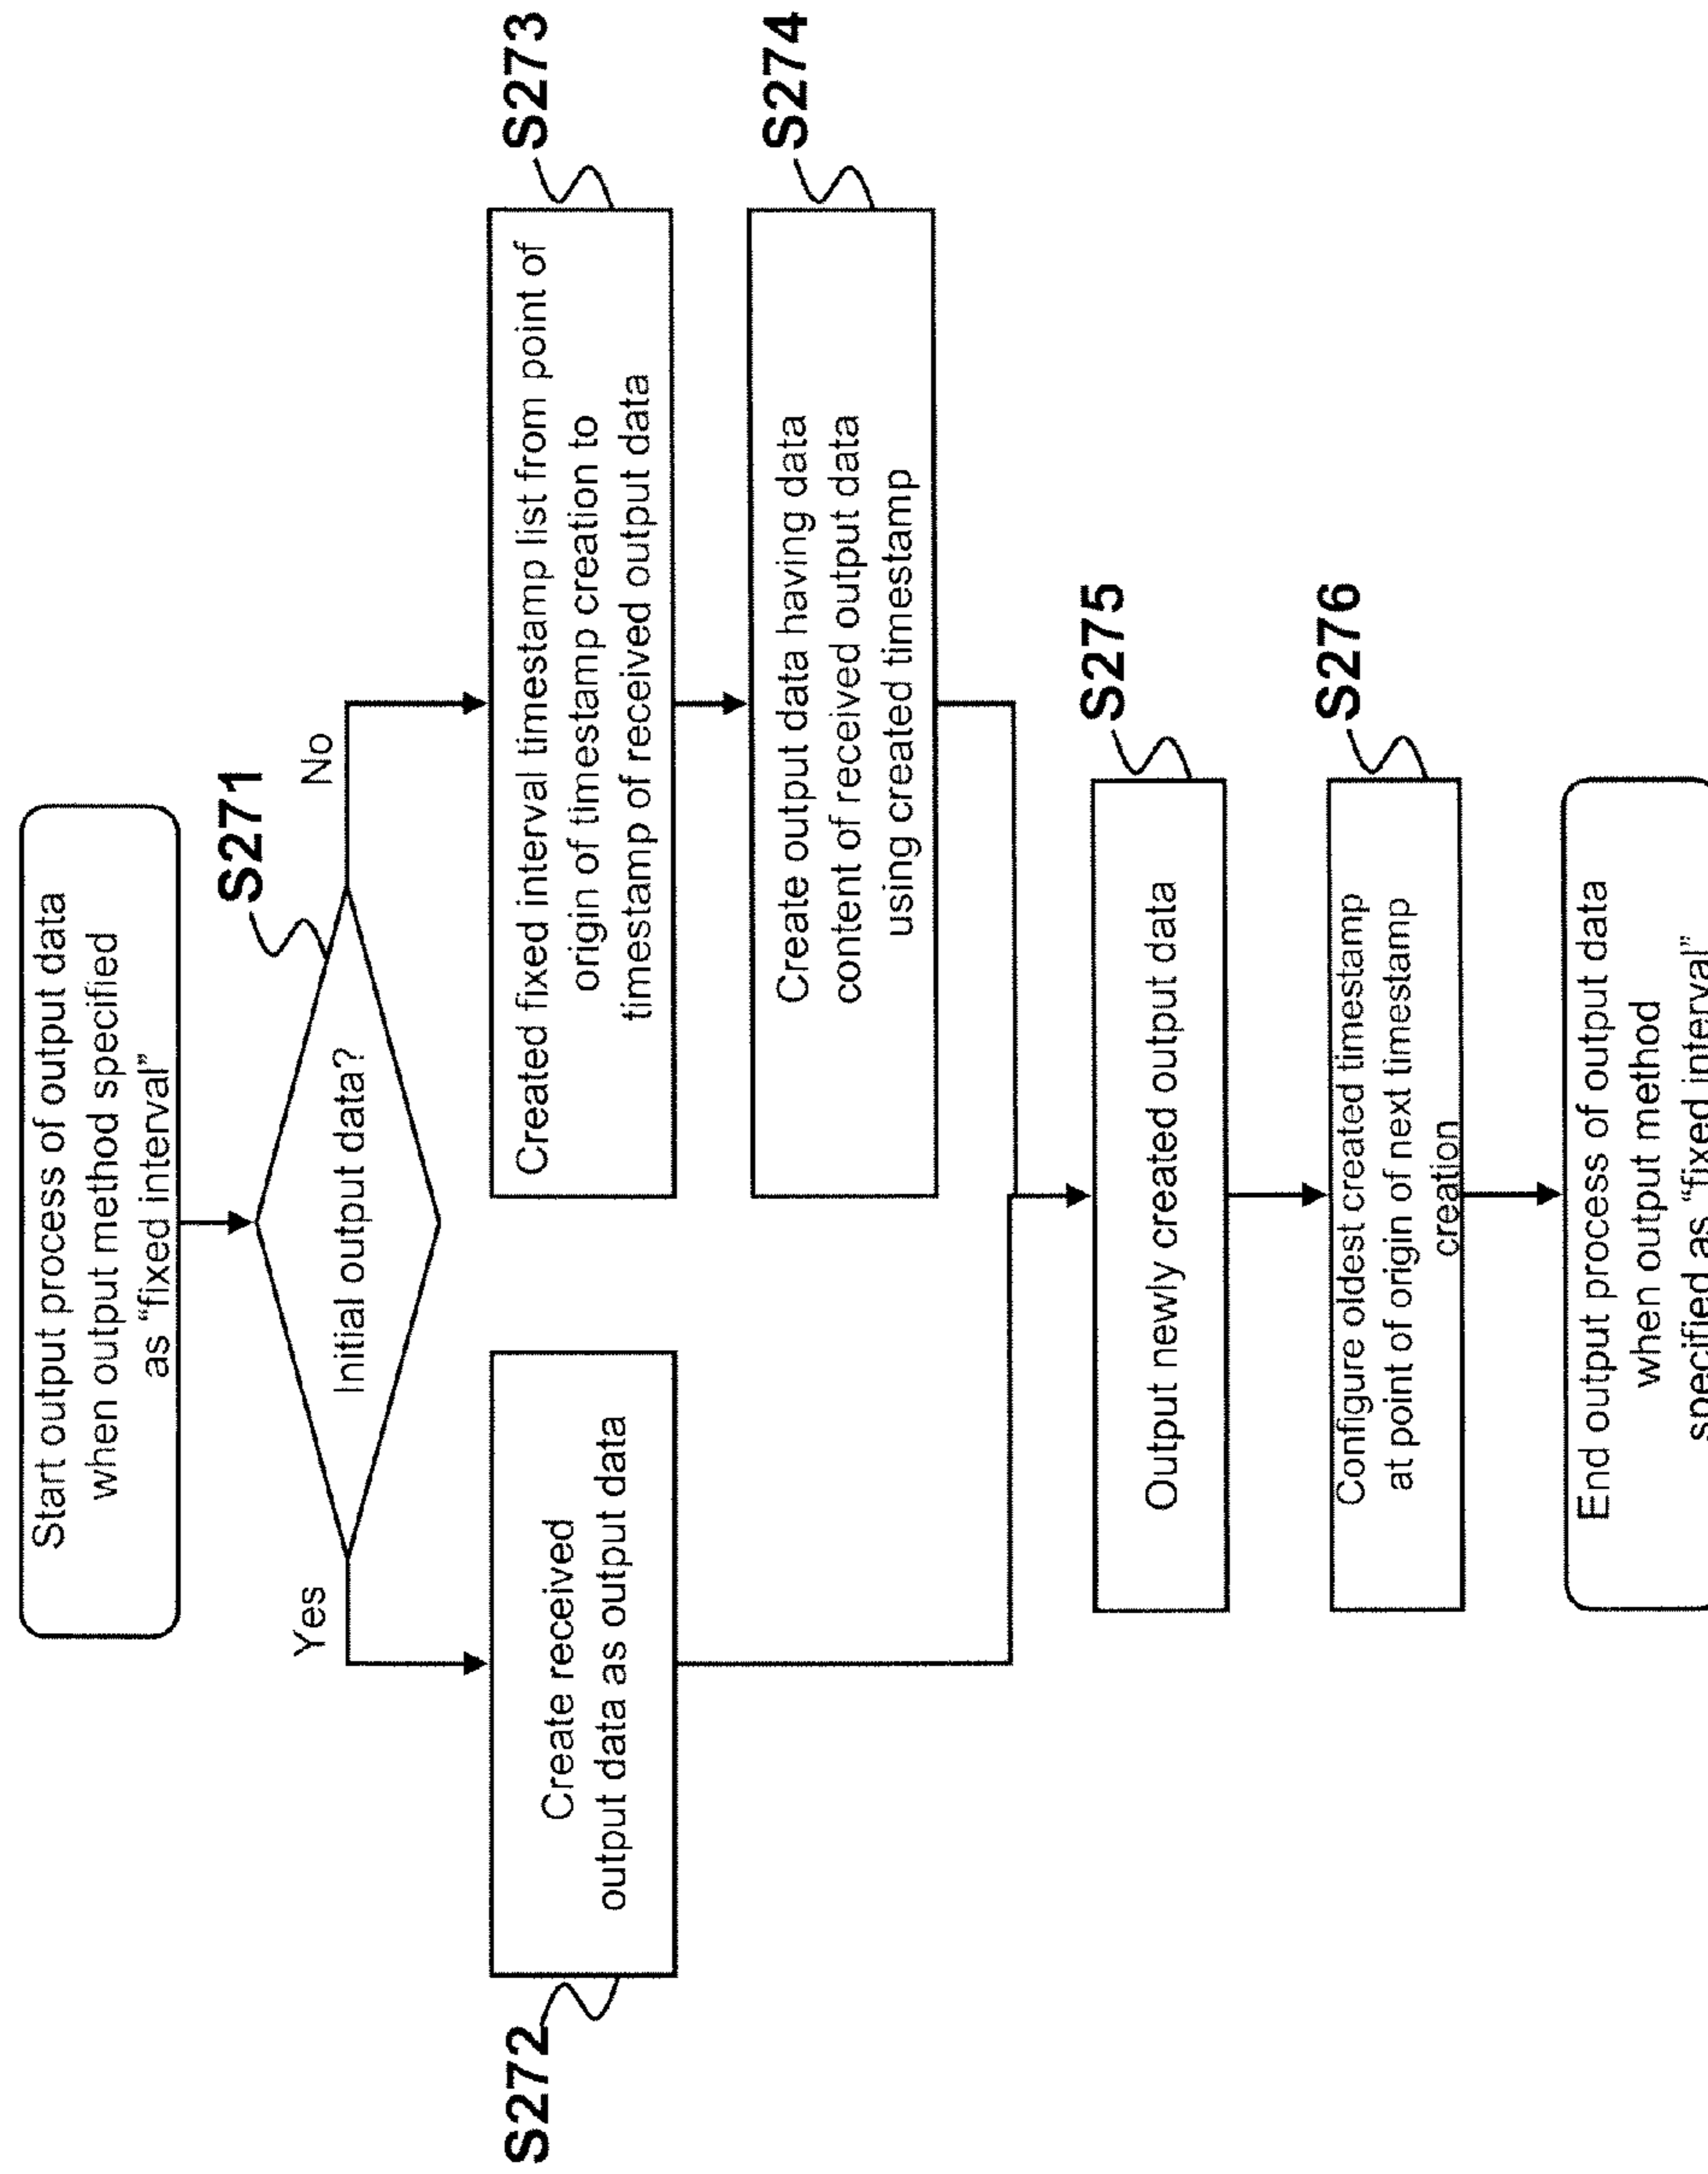 Start output process of output data
when output method specified
as “fixed interval”
S271
Initial output data?
Yes
No
S272
Create received
output data as output data
S273
Created fixed interval timestamp list from point of
origin of timestamp creation to
timestamp of received output data
S274
Create output data having data
content of received output data
using created timestamp
S275
Output newly created output data
S276
Configure oldest created timestamp
at point of origin of next timestamp
creation
End output process of output data
when output method
specified as “fixed interval”